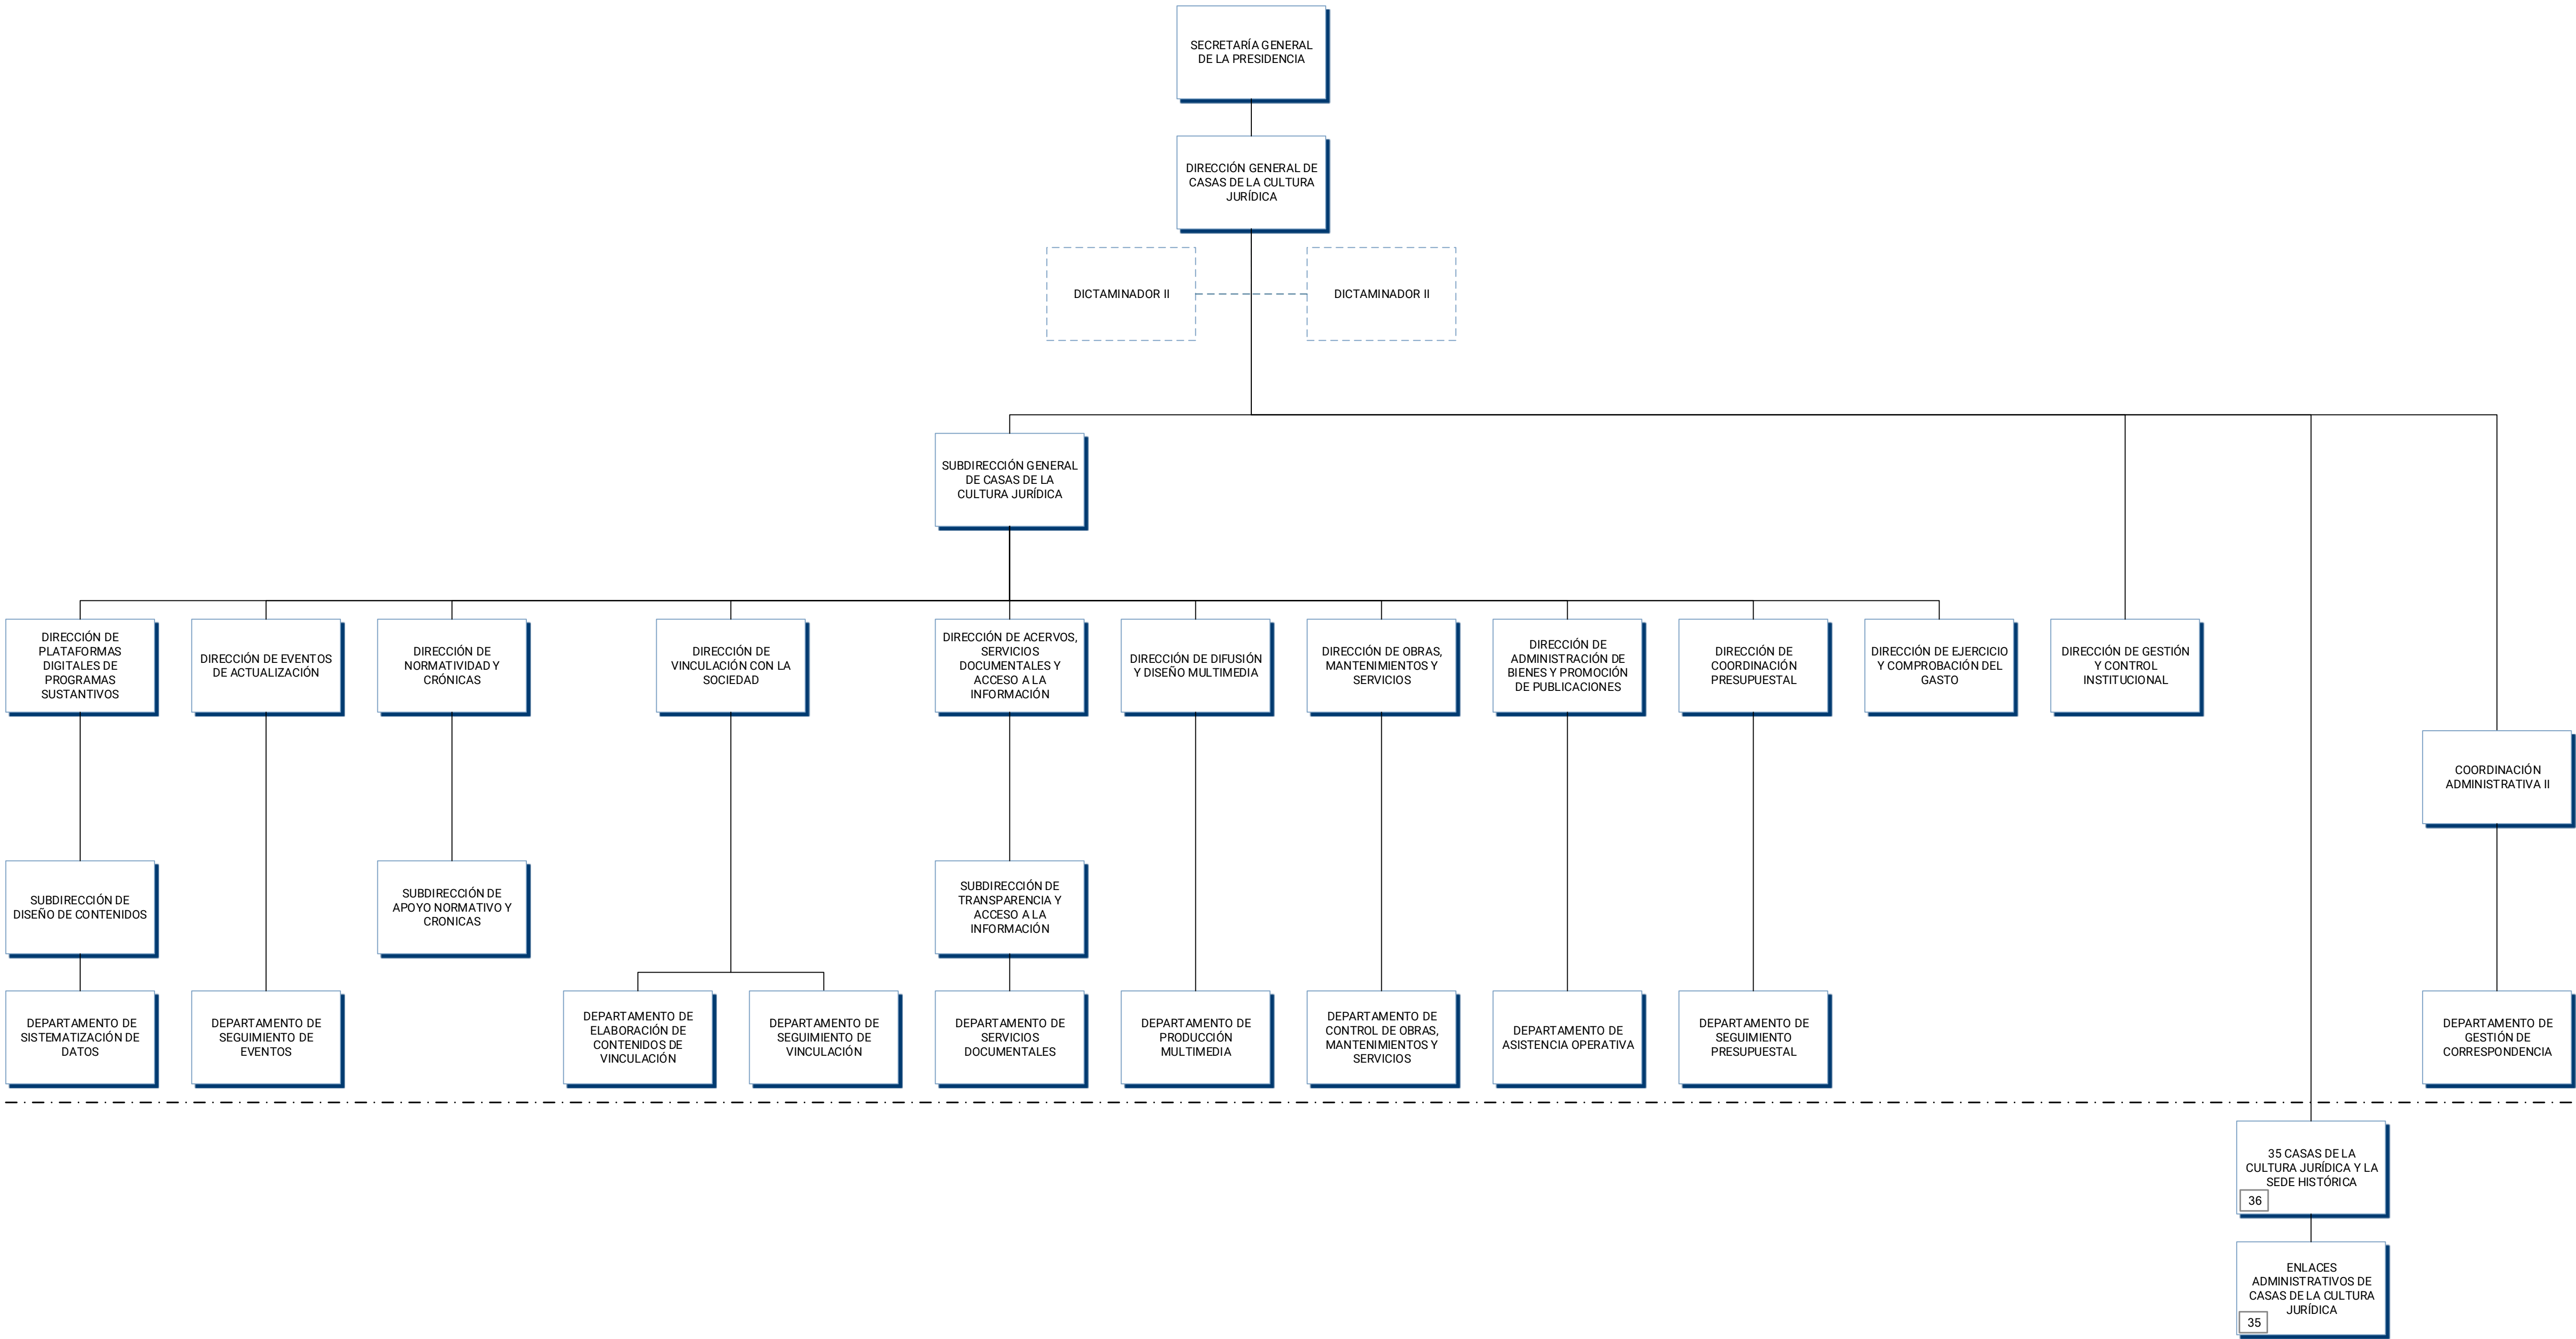 SECRETARÍA GENERAL
DE LA PRESIDENCIA
DIRECCIÓN GENERAL DE
CASAS DE LA CULTURA
JURÍDICA
DICTAMINADOR II
DICTAMINADOR II
SUBDIRECCIÓN GENERAL
DE CASAS DE LA
CULTURA JURÍDICA
DIRECCIÓN DE
PLATAFORMAS
DIGITALES DE
PROGRAMAS
SUSTANTIVOS
DIRECCIÓN DE EVENTOS
DE ACTUALIZACIÓN
DIRECCIÓN DE
NORMATIVIDAD Y
CRÓNICAS
DIRECCIÓN DE
VINCULACIÓN CON LA
SOCIEDAD
DIRECCIÓN DE ACERVOS,
SERVICIOS
DOCUMENTALES Y
ACCESO A LA
INFORMACIÓN
DIRECCIÓN DE DIFUSIÓN
Y DISEÑO MULTIMEDIA
DIRECCIÓN DE OBRAS,
MANTENIMIENTOS Y
SERVICIOS
DIRECCIÓN DE
ADMINISTRACIÓN DE
BIENES Y PROMOCIÓN
DE PUBLICACIONES
DIRECCIÓN DE
COORDINACIÓN
PRESUPUESTAL
DIRECCIÓN DE EJERCICIO
Y COMPROBACIÓN DEL
GASTO
DIRECCIÓN DE GESTIÓN
Y CONTROL
INSTITUCIONAL
COORDINACIÓN
ADMINISTRATIVA II
SUBDIRECCIÓN DE
DISEÑO DE CONTENIDOS
SUBDIRECCIÓN DE
APOYO NORMATIVO Y
CRONICAS
SUBDIRECCIÓN DE
TRANSPARENCIA Y
ACCESO A LA
INFORMACIÓN
DEPARTAMENTO DE
SISTEMATIZACIÓN DE
DATOS
DEPARTAMENTO DE
SEGUIMIENTO DE
EVENTOS
DEPARTAMENTO DE
ELABORACIÓN DE
CONTENIDOS DE
VINCULACIÓN
DEPARTAMENTO DE
SEGUIMIENTO DE
VINCULACIÓN
DEPARTAMENTO DE
SERVICIOS
DOCUMENTALES
DEPARTAMENTO DE
PRODUCCIÓN
MULTIMEDIA
DEPARTAMENTO DE
CONTROL DE OBRAS,
MANTENIMIENTOS Y
SERVICIOS
DEPARTAMENTO DE
ASISTENCIA OPERATIVA
DEPARTAMENTO DE
SEGUIMIENTO
PRESUPUESTAL
DEPARTAMENTO DE
GESTIÓN DE
CORRESPONDENCIA
35 CASAS DE LA
CULTURA JURÍDICA Y LA
SEDE HISTÓRICA
36
ENLACES
ADMINISTRATIVOS DE
CASAS DE LA CULTURA
JURÍDICA
35